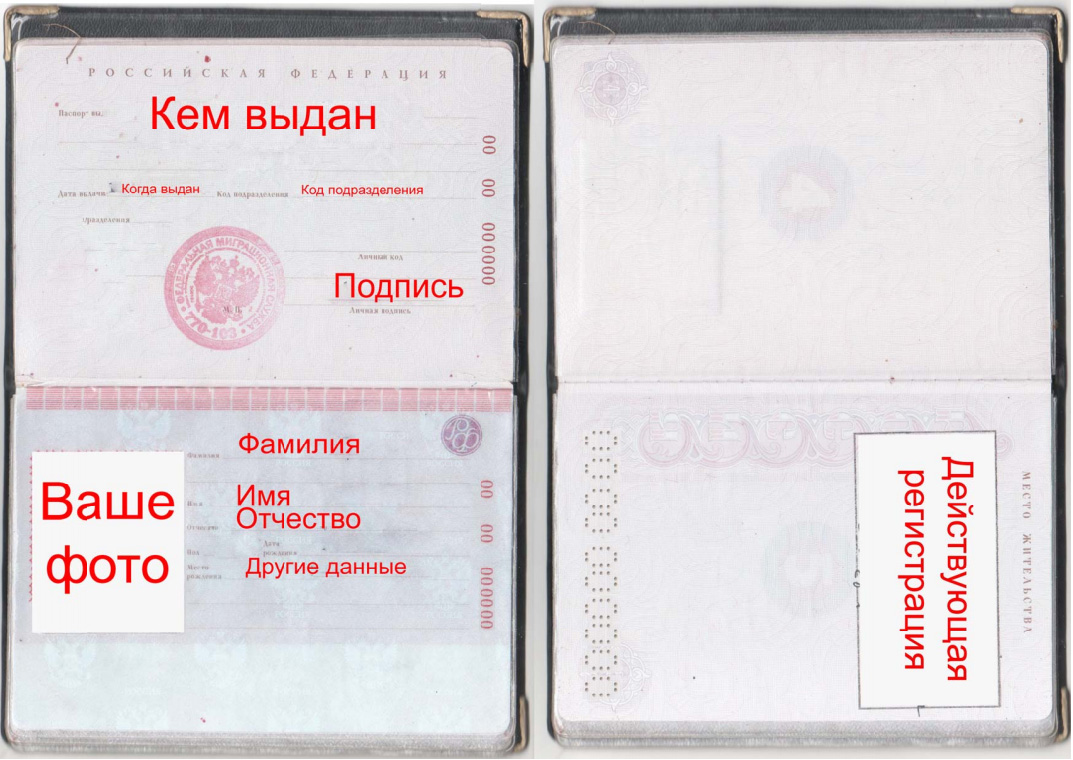 РОССИЙСКАЯ ФЕДЕРАЦИЯ
Паспорт вы
Кем выдан
Дата выдачи
Когда выдан
Код подразделения
Код подразделения
разделения
ФЕДЕРАЛЬНАЯ МИГРАЦИОННАЯ СЛУЖБА
770-103
М. П.
Личный код
Подпись
Личная подпись
00 00 000000
Ваше
фото
Фамилия
Фамилия
Имя
Имя
Отчество
Отчество
Пол
Дата
рождения
Место
рождения
Другие данные
00 00 000000
МЕСТО ЖИТЕЛЬСТВА
Действующая
регистрация